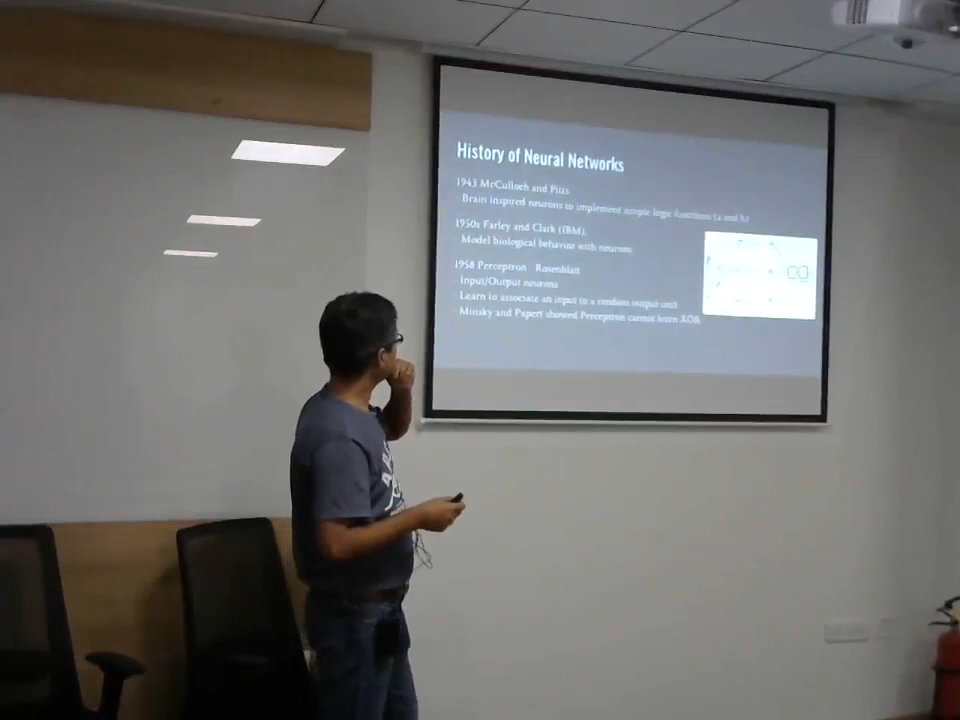 History of Neural Networks
1943 McCulloch and Pitts
Brain inspired neurons to implement simple logic functions (a and b)
1950s Farley and Clark (IBM),
Model biological behavior with neurons
1958 Perceptron Rosenblatt
Input/Output neurons
Learn to associate an input to a random output unit
Minsky and Papert showed Perceptron cannot learn XOR